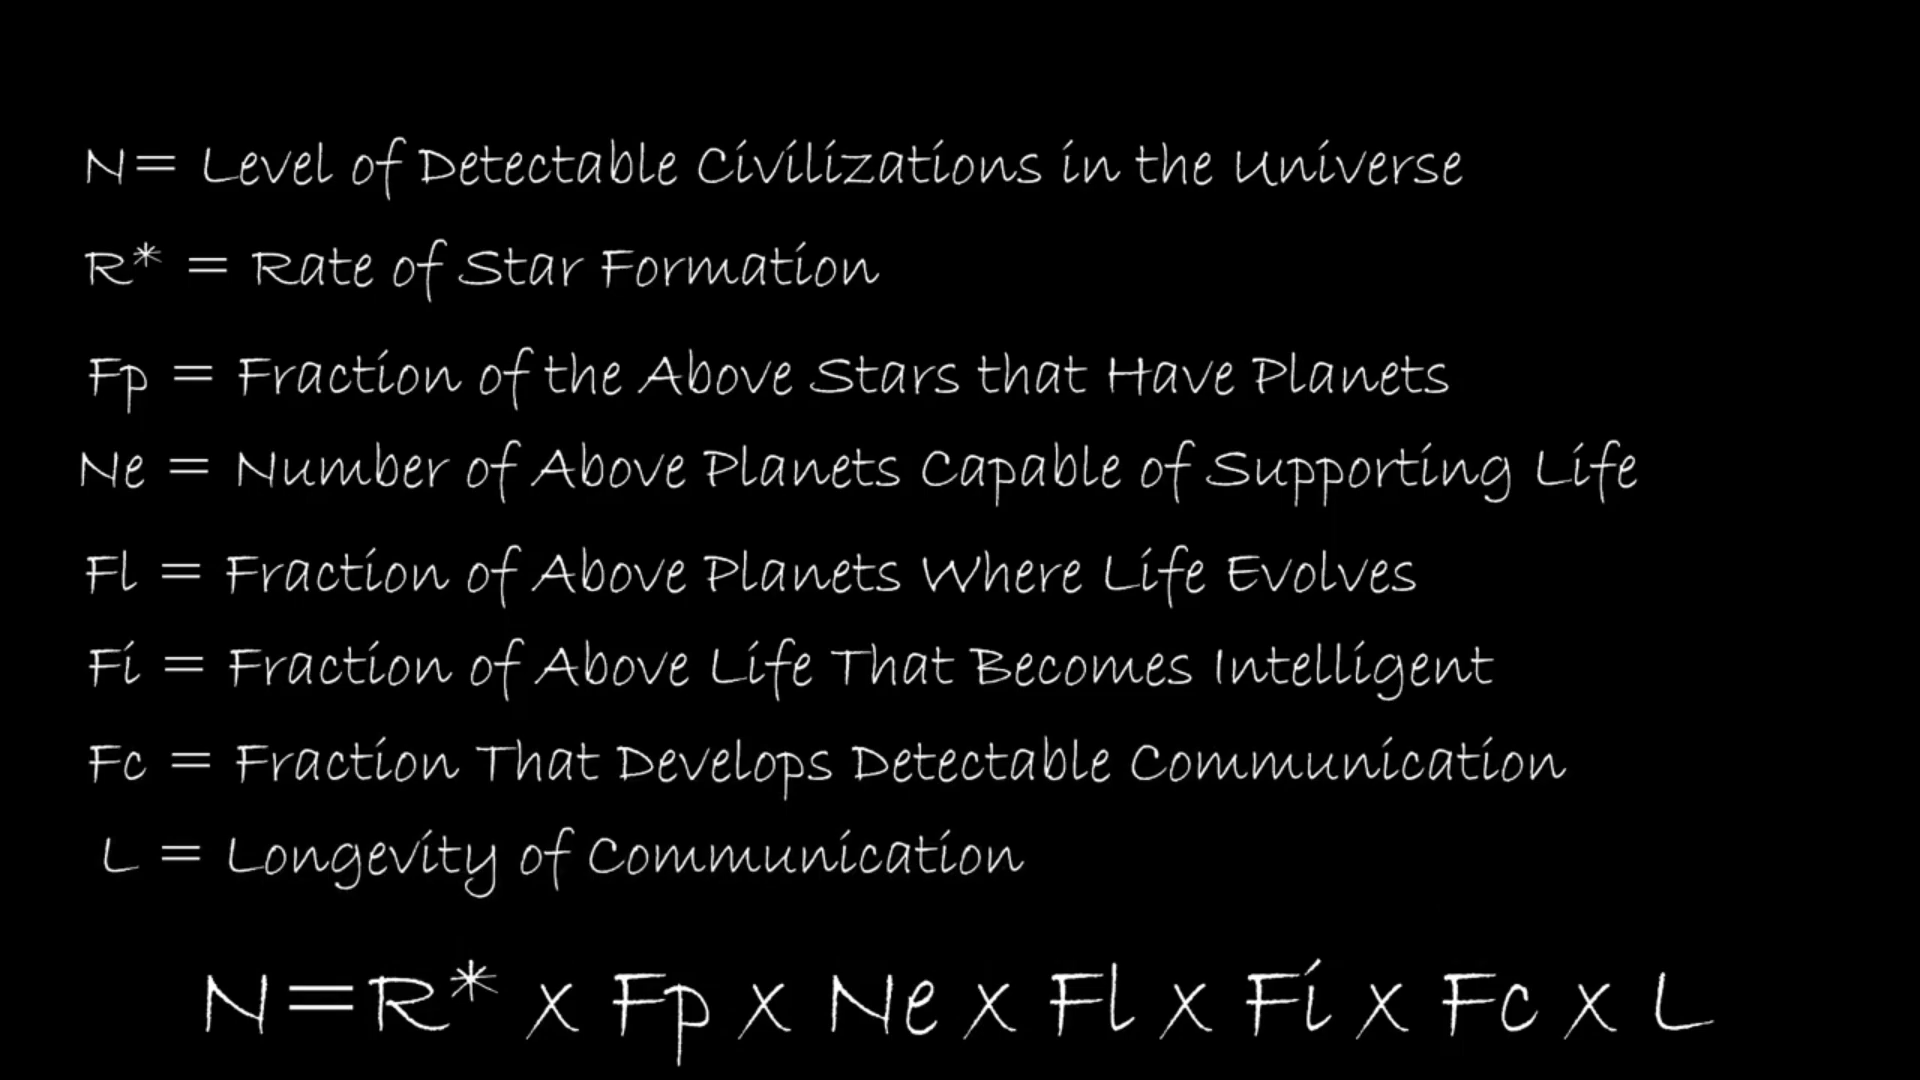 N= Level of Detectable Civilizations in the Universe
R* = Rate of Star Formation
Fp = Fraction of the Above Stars that Have Planets
Ne = Number of Above Planets Capable of Supporting Life
Fl = Fraction of Above Planets Where Life Evolves
Fi = Fraction of Above Life That Becomes Intelligent
Fc = Fraction That Develops Detectable Communication
L = Longevity of Communication
N=R* x Fp x Ne x Fl x Fi x Fc x L